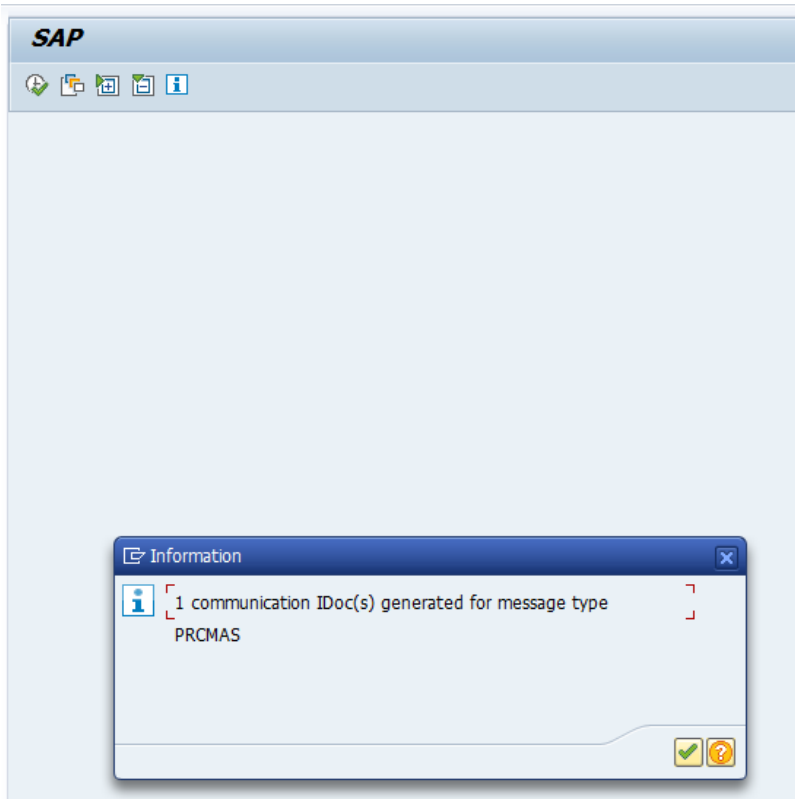 SAP
Information
1 communication IDoc(s) generated for message type
PRCMAS